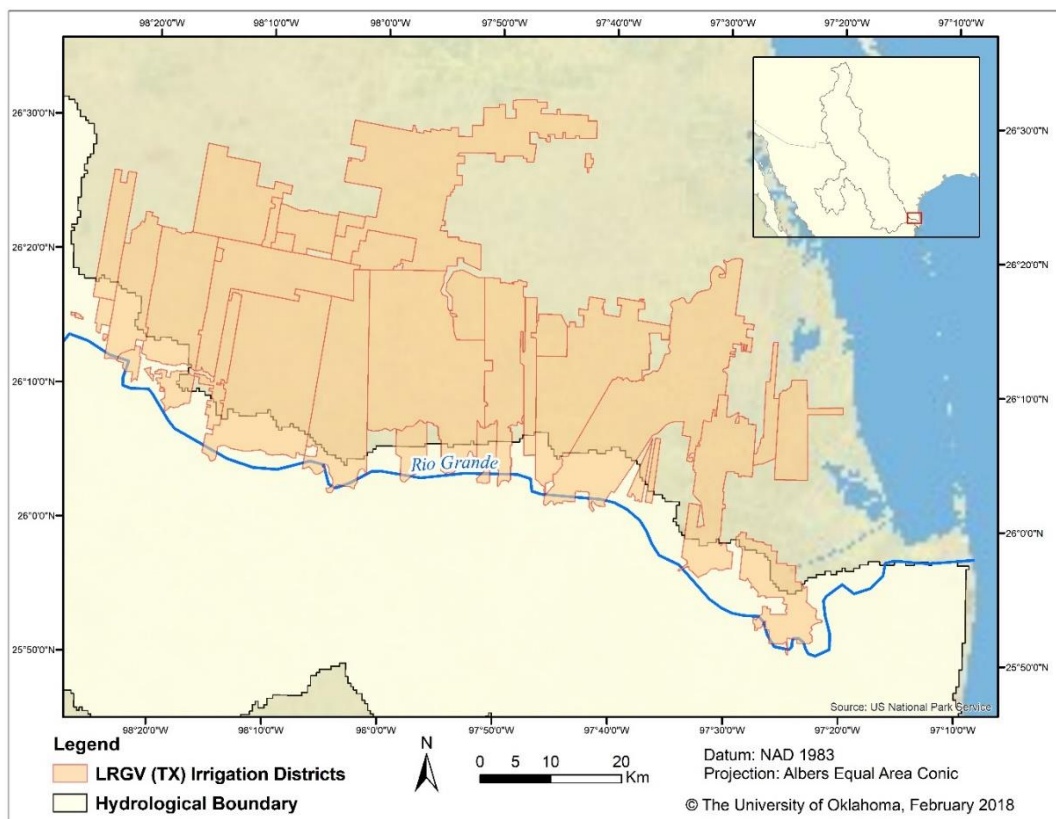 98°20'0"W 98°10'0"W 98°0'0"W 97°50'0"W 97°40'0"W 97°30'0"W 97°20'0"W 97°10'0"W
26°30'0"N
26°30'0"N
26°20'0"N
26°20'0"N
26°10'0"N
26°10'0"N
Rio Grande
26°0'0"N
26°0'0"N
25°50'0"N
25°50'0"N
Source: US National Park Service
98°20'0"W 98°10'0"W 98°0'0"W 97°50'0"W 97°40'0"W 97°30'0"W 97°20'0"W 97°10'0"W
Legend
LRGV (TX) Irrigation Districts
Hydrological Boundary
N
0 5 10 20
Km
Datum: NAD 1983
Projection: Albers Equal Area Conic
© The University of Oklahoma, February 2018